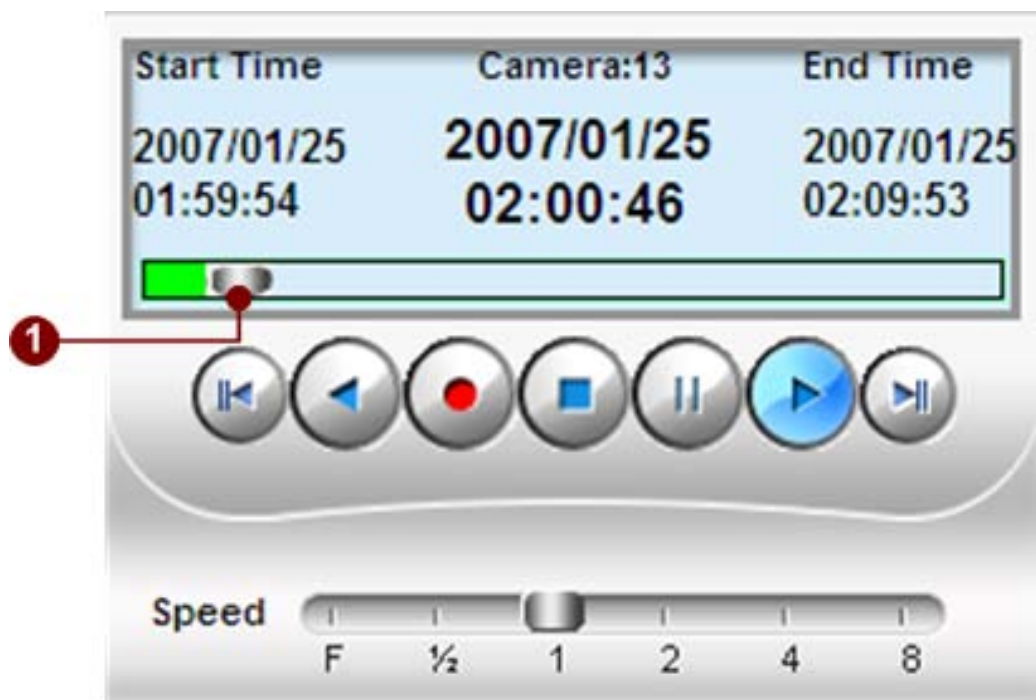 Start Time Camera:13 End Time
2007/01/25 2007/01/25 2007/01/25
01:59:54 02:00:46 02:09:53
1
Speed
F ½ 1 2 4 8